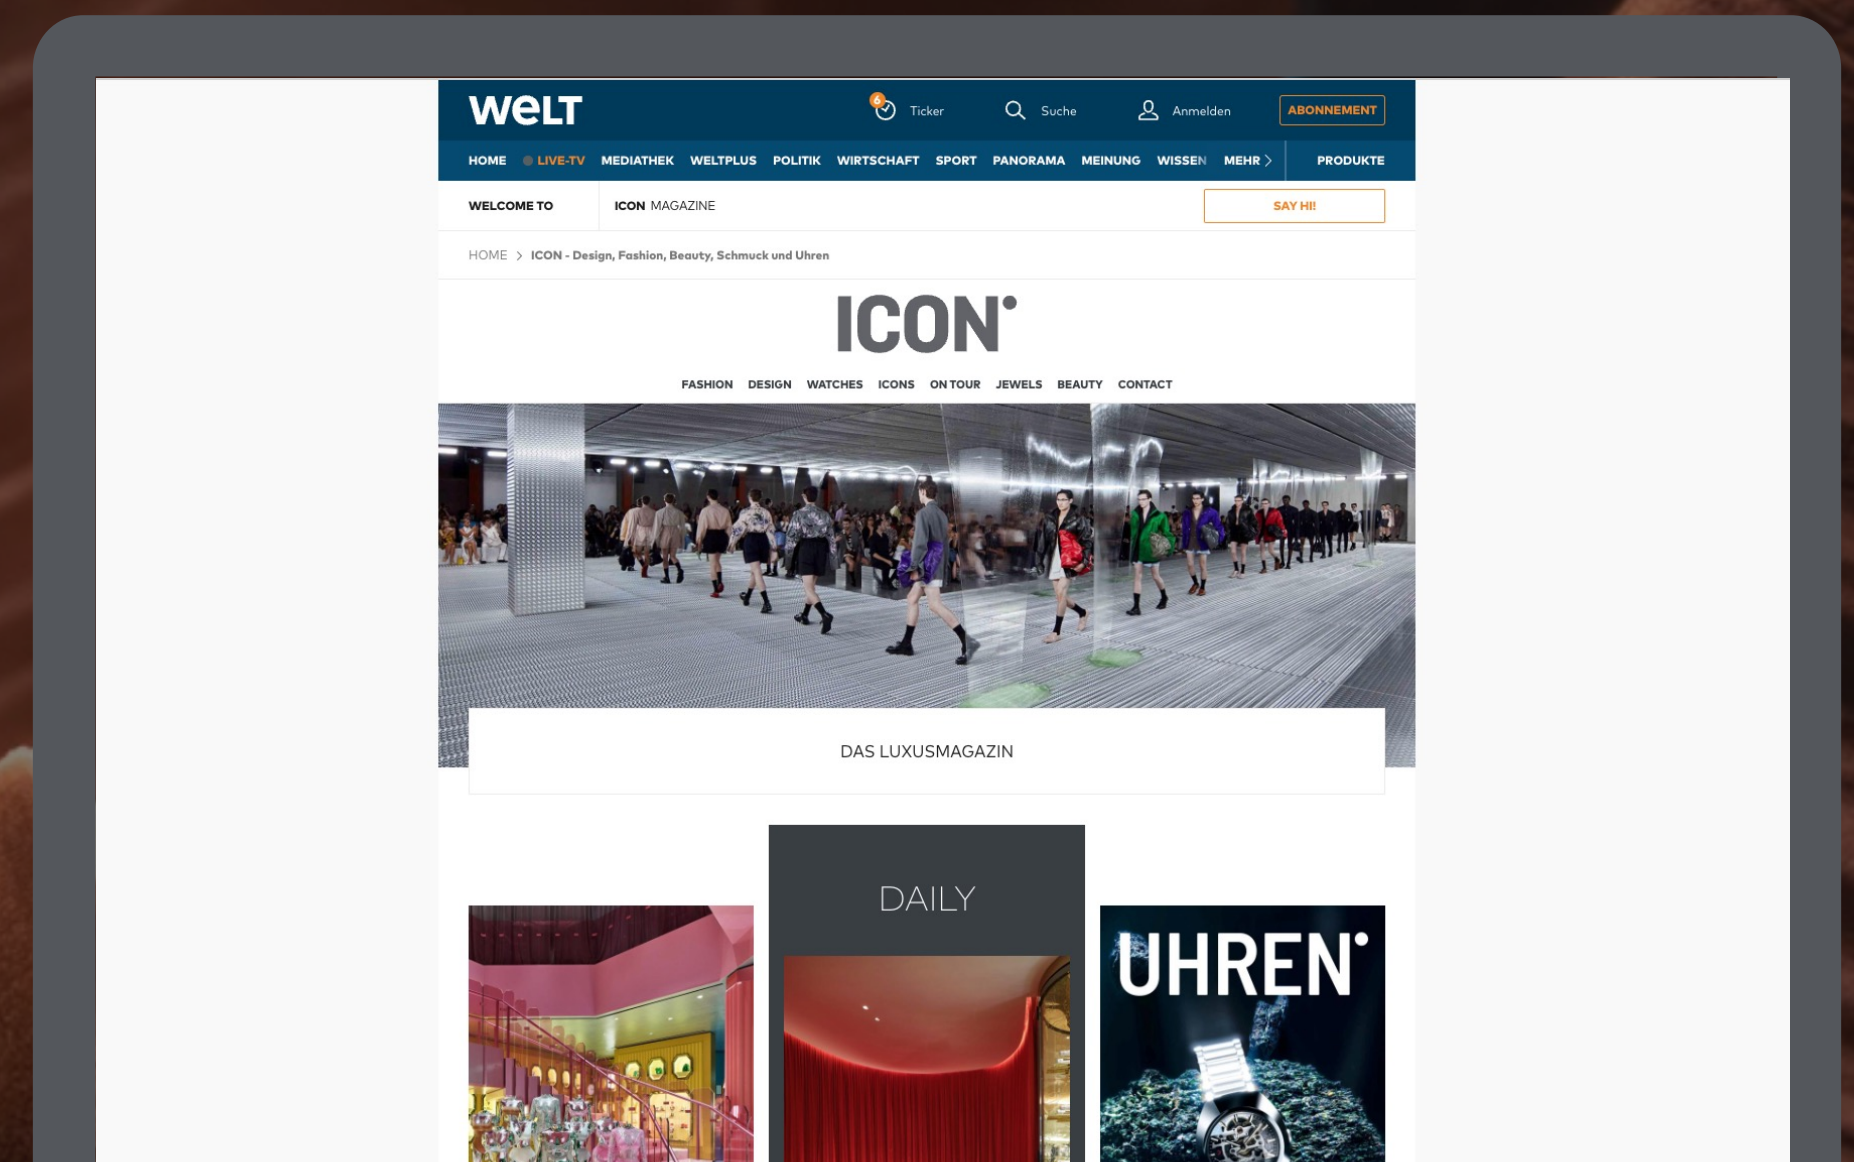 WELT
6 Ticker Suche Anmelden ABONNEMENT
HOME LIVE-TV MEDIATHEK WELTPLUS POLITIK WIRTSCHAFT SPORT PANORAMA MEINUNG WISSEN MEHR PRODUKTE
WELCOME TO ICON MAGAZINE SAY HI!
HOME > ICON - Design, Fashion, Beauty, Schmuck und Uhren
ICON
FASHION DESIGN WATCHES ICONS ON TOUR JEWELS BEAUTY CONTACT
DAS LUXUSMAGAZIN
DAILY
UHREN